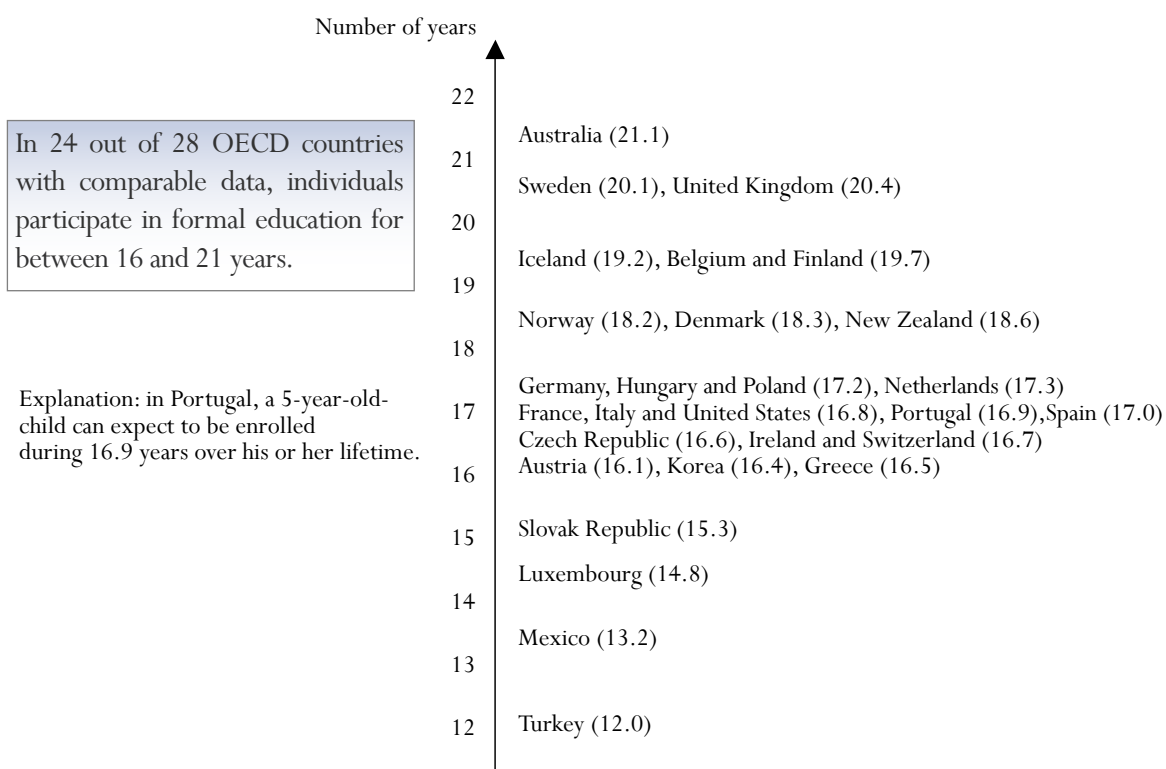 Number of years
22
Australia (21.1)
In 24 out of 28 OECD countries
with comparable data, individuals
participate in formal education for
between 16 and 21 years.
21
Sweden (20.1), United Kingdom (20.4)
20
Iceland (19.2), Belgium and Finland (19.7)
19
Norway (18.2), Denmark (18.3), New Zealand (18.6)
18
Explanation: in Portugal, a 5-year-old-
child can expect to be enrolled
during 16.9 years over his or her lifetime.
Germany, Hungary and Poland (17.2), Netherlands (17.3)
17
France, Italy and United States (16.8), Portugal (16.9),Spain (17.0)
Czech Republic (16.6), Ireland and Switzerland (16.7)
Austria (16.1), Korea (16.4), Greece (16.5)
16
Slovak Republic (15.3)
15
Luxembourg (14.8)
14
Mexico (13.2)
13
12
Turkey (12.0)